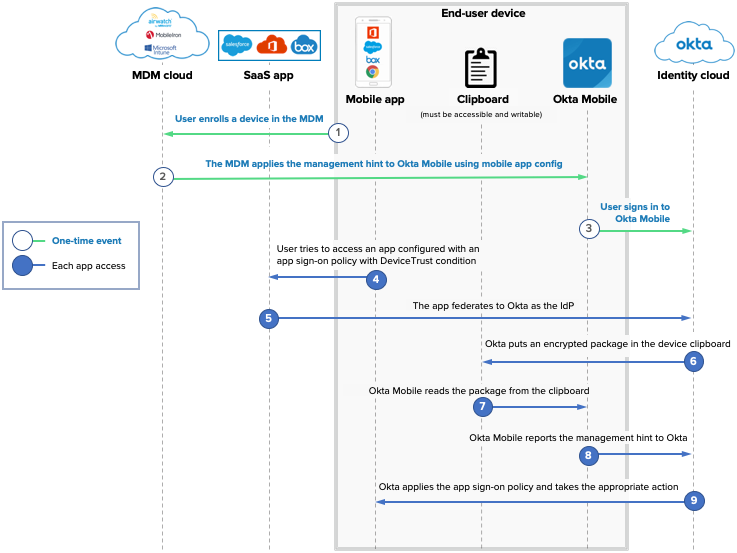 End-user device
airwatch
by vmware
MobileIron
Microsoft
Intune
salesforce
box
salesforce
box
okta
okta
MDM cloud
SaaS app
Mobile app
Clipboard
(must be accessible and writable)
Okta Mobile
Identity cloud
User enrolls a device in the MDM
1
The MDM applies the management hint to Okta Mobile using mobile app config
2
User signs in to
Okta Mobile
3
One-time event
Each app access
User tries to access an app configured with an
app sign-on policy with DeviceTrust condition
4
The app federates to Okta as the IdP
5
Okta puts an encrypted package in the device clipboard
6
Okta Mobile reads the package from the clipboard
7
Okta Mobile reports the management hint to Okta
8
Okta applies the app sign-on policy and takes the appropriate action
9